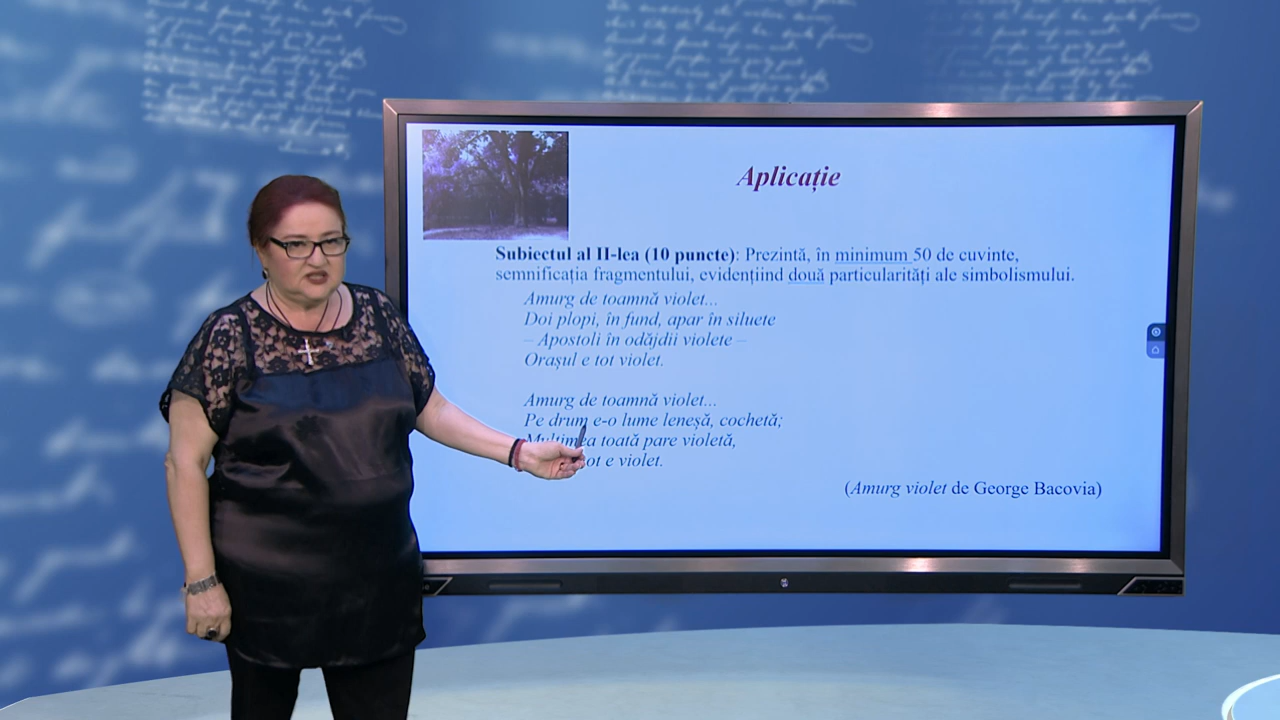 Aplicație
Subiectul al II-lea (10 puncte): Prezintă, în minimum 50 de cuvinte,
semnificația fragmentului, evidențiind două particularități ale simbolismului.
Amurg de toamnă violet...
Doi plopi, în fund, apar în siluete
– Apostoli în odăjdii violete –
Orașul e tot violet.
Amurg de toamnă violet...
Pe drum e-o lume leneșă, cochetă;
Mulțimea toată pare violetă,
e violet.
(Amurg violet de George Bacovia)